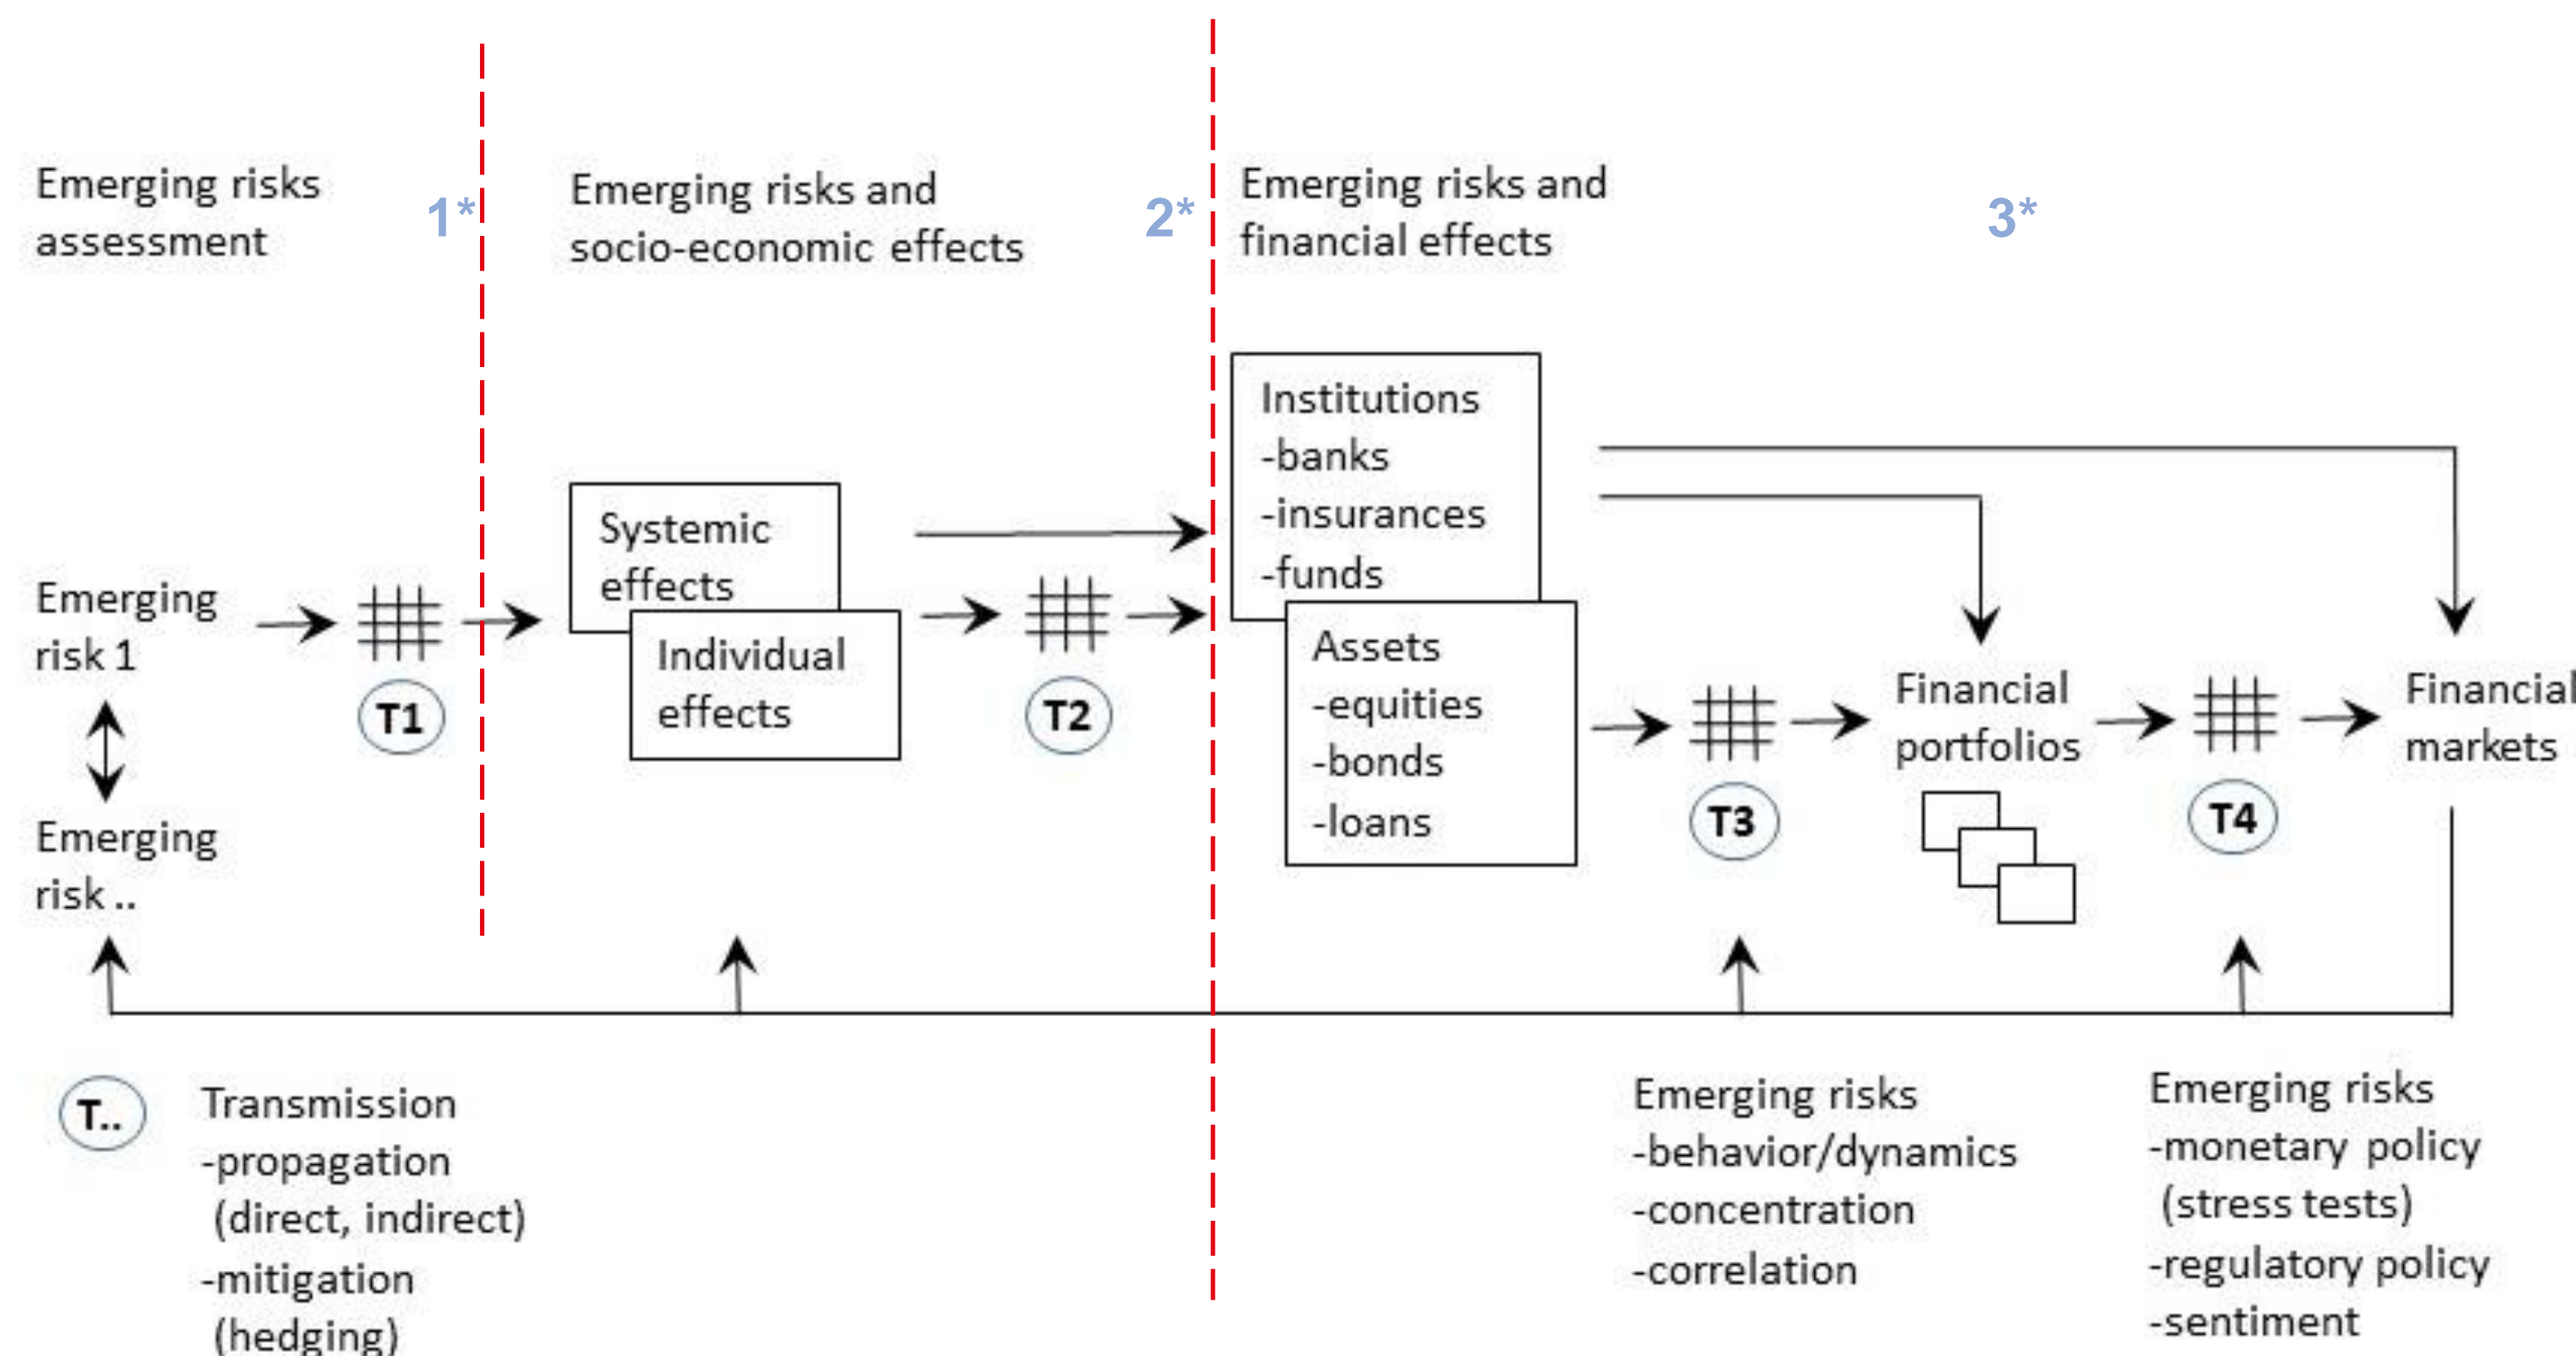 Emerging risks
assessment
1*
Emerging risks and
socio-economic effects
2*
Emerging risks and
financial effects
3*
Institutions
-banks
-insurances
-funds
Systemic
effects
Individual
effects
Assets
-equities
-bonds
-loans
Emerging
risk 1
T1
T2
T3
Financial
portfolios
T4
Financial
markets
Emerging
risk ..
T..
Transmission
-propagation
(direct, indirect)
-mitigation
(hedging)
Emerging risks
-behavior/dynamics
-concentration
-correlation
Emerging risks
-monetary policy
(stress tests)
-regulatory policy
-sentiment